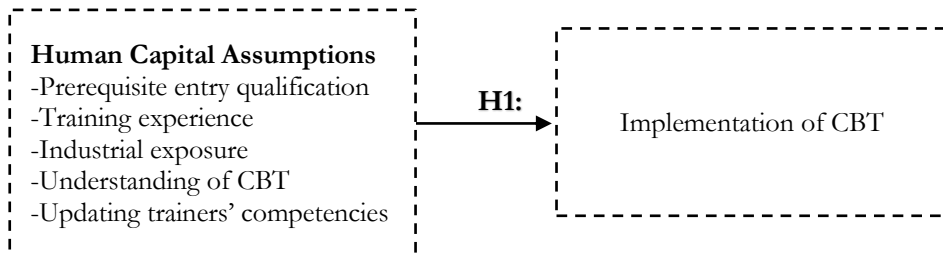 Human Capital Assumptions
-Prerequisite entry qualification
-Training experience
-Industrial exposure
-Understanding of CBT
-Updating trainers’ competencies
H1:
Implementation of CBT